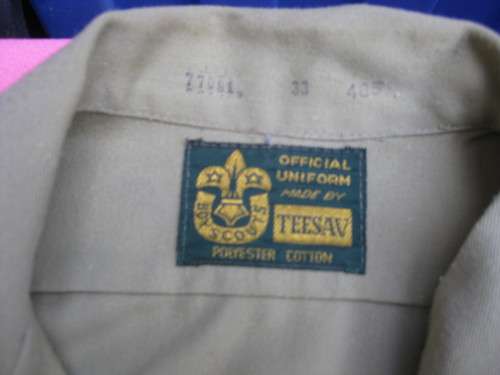 33
OFFICIAL
UNIFORM
MADE BY
BOY SCOUTS
TEESAV
POLYESTER COTTON